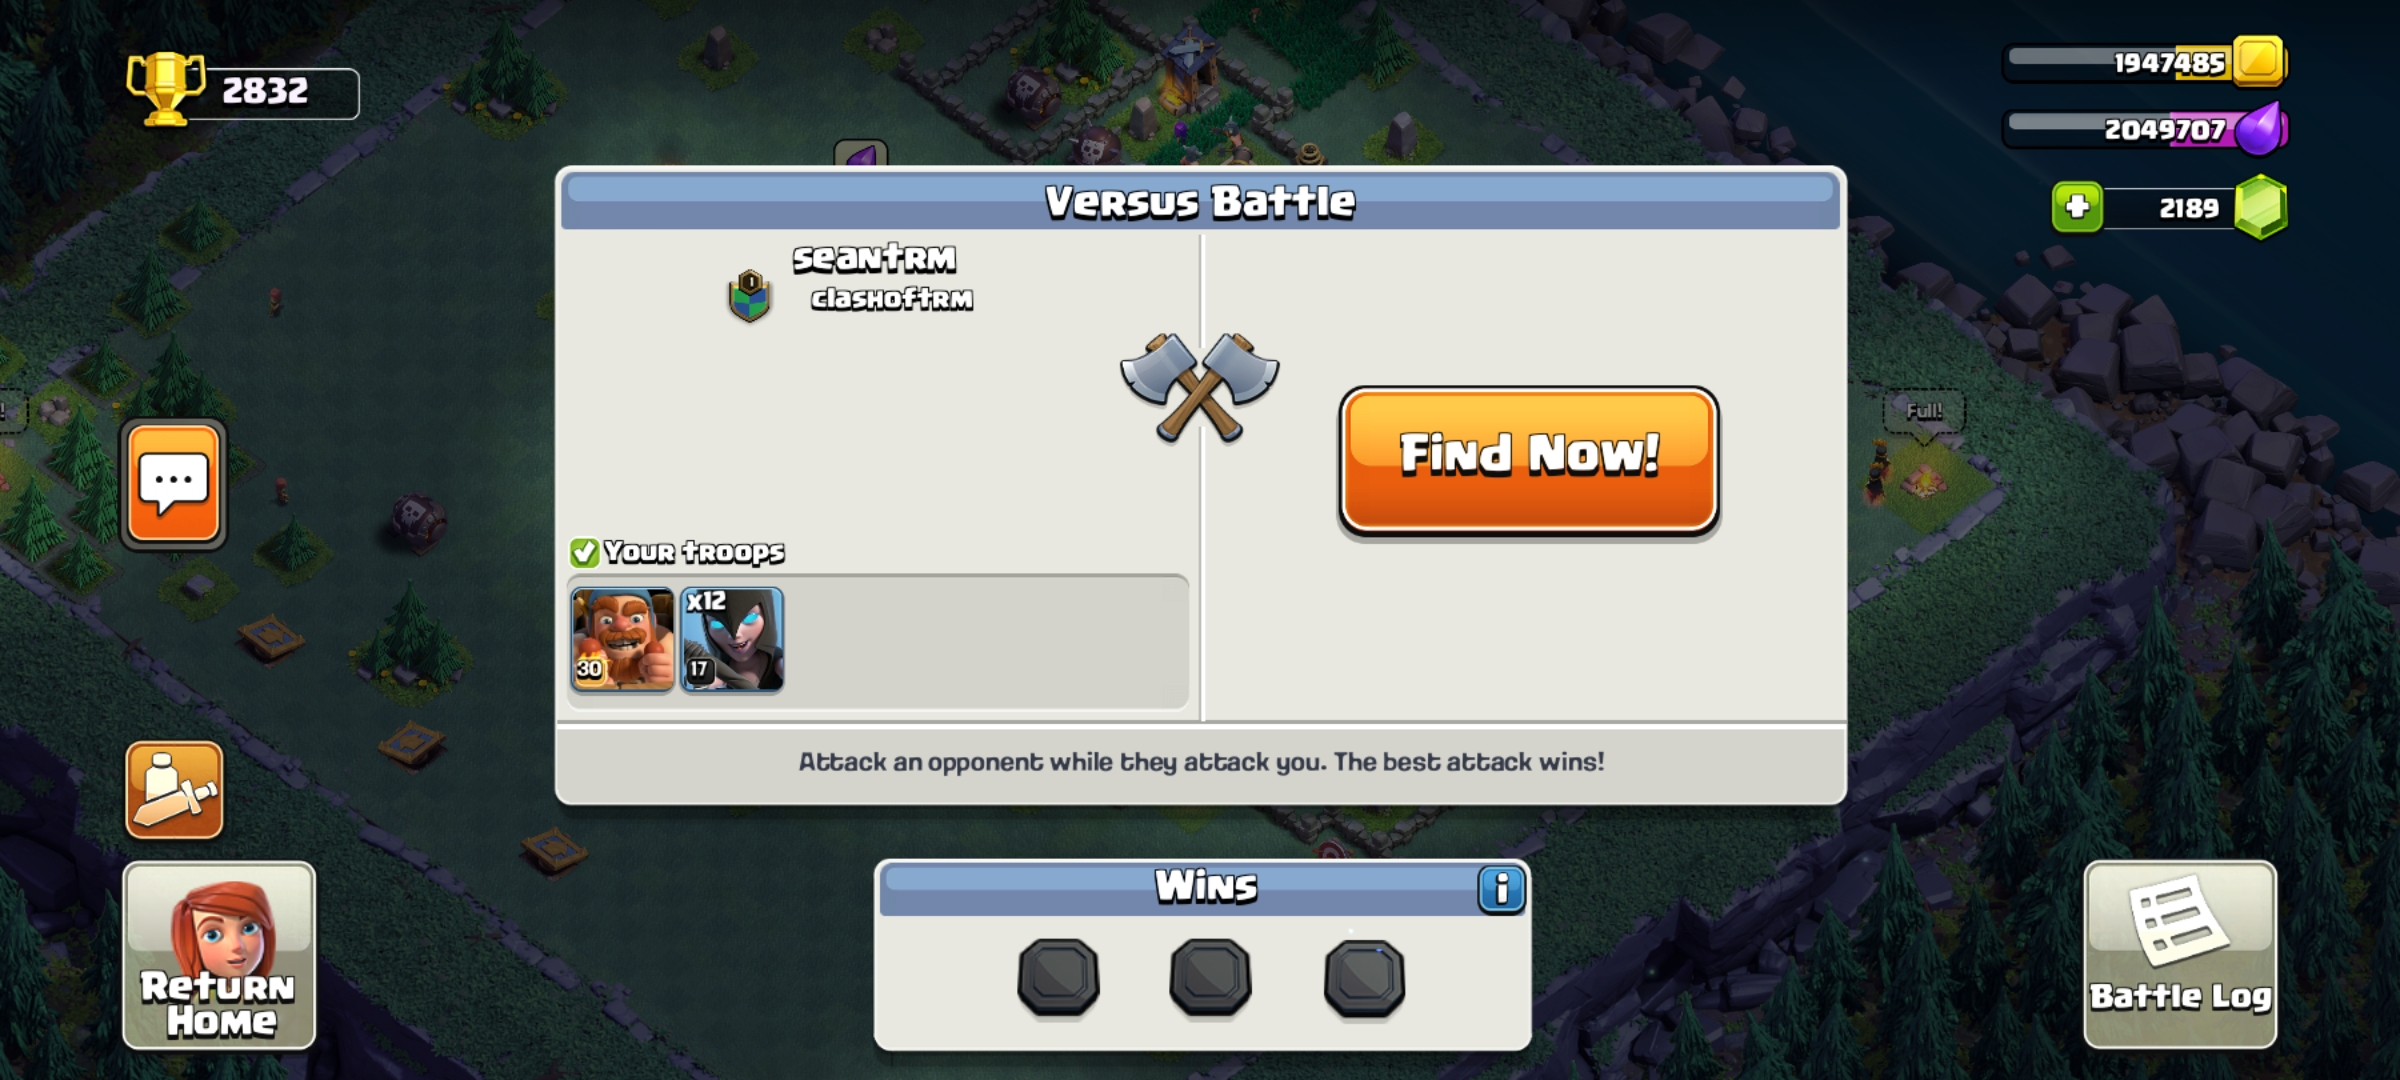 2832
1947485
2049707
2189
Versus Battle
seantrm
1
clashoftrm
Find Now!
Full!
!
Your troops
x12
30
17
Attack an opponent while they attack you. The best attack wins!
Wins
i
Return
Home
Battle Log